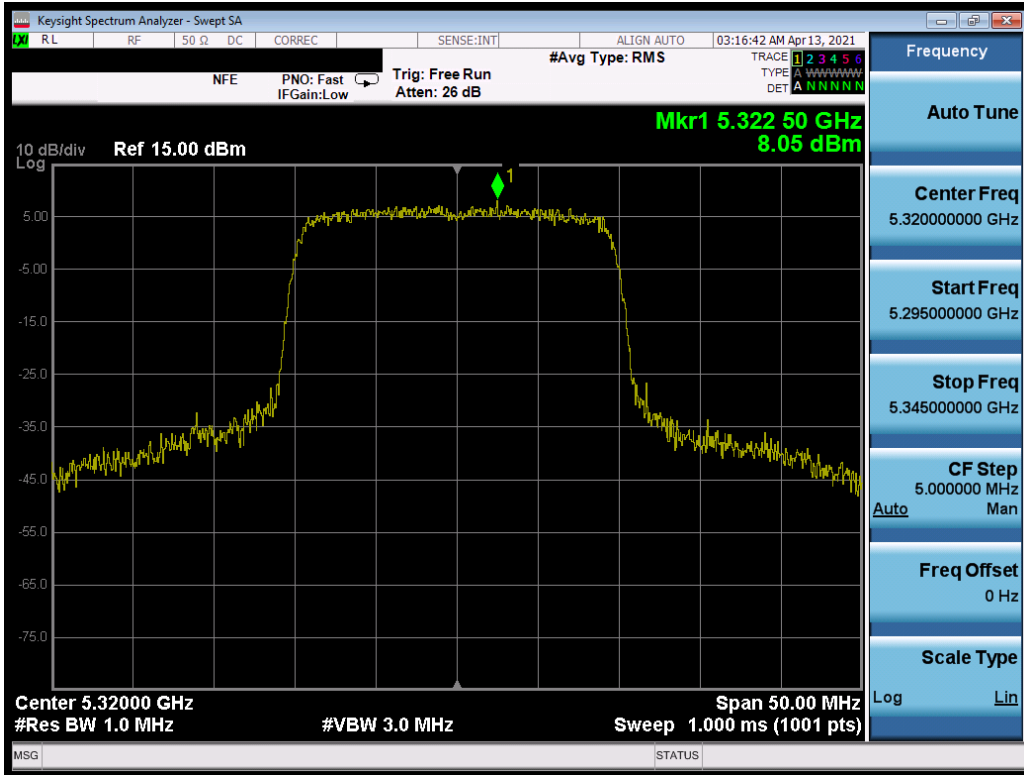 Keysight Spectrum Analyzer - Swept SA
LXI RL RF 50 Ω DC CORREC SENSE:INT ALIGN AUTO 03:16:42 AM Apr 13, 2021
NFE PNO: Fast IFGain:Low
Trig: Free Run
Atten: 26 dB
#Avg Type: RMS
TRACE 1 2 3 4 5 6
TYPE A WWWWW
DET A N N N N N
Mkr1 5.322 50 GHz
8.05 dBm
10 dB/div Ref 15.00 dBm
Log
1
5.00
-5.00
-15.0
-25.0
-35.0
-45.0
-55.0
-65.0
-75.0
Center 5.32000 GHz Span 50.00 MHz
#Res BW 1.0 MHz #VBW 3.0 MHz Sweep 1.000 ms (1001 pts)
MSG STATUS
Frequency
Auto Tune
Center Freq
5.320000000 GHz
Start Freq
5.295000000 GHz
Stop Freq
5.345000000 GHz
CF Step
5.000000 MHz
Auto Man
Freq Offset
0 Hz
Scale Type
Log Lin